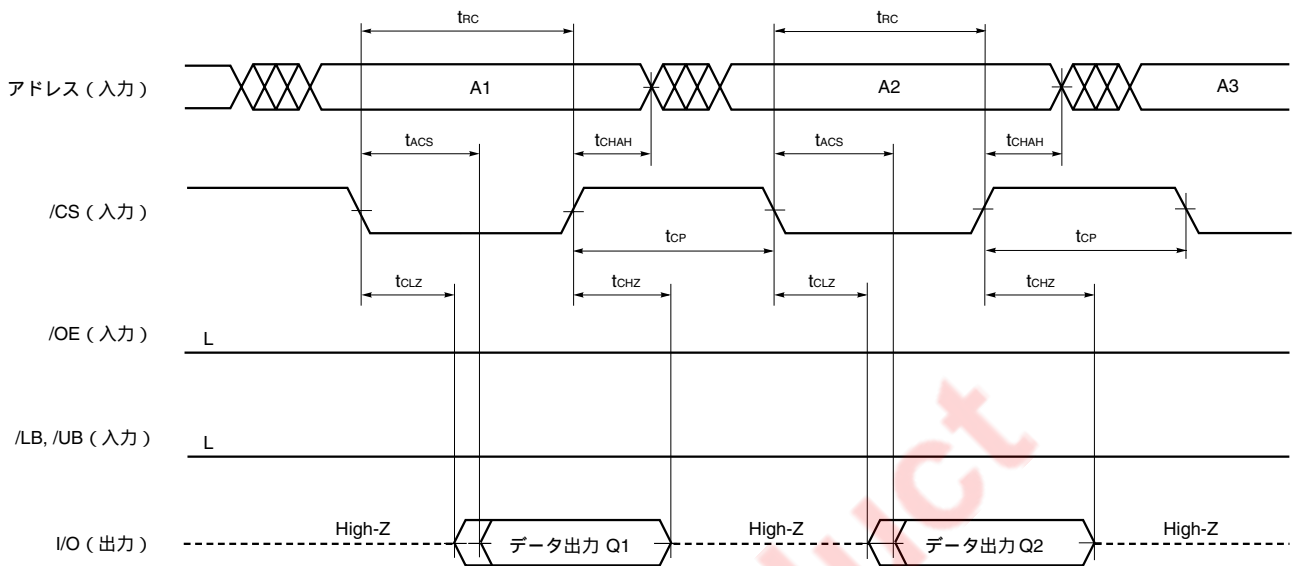 tRC tRC
アドレス（入力） A1 A2 A3
tACS tCHAH tACS tCHAH
/CS（入力）
tCP tCP
tCLZ tCHZ tCLZ tCHZ
/OE（入力） L
/LB, /UB（入力） L
I/O（出力） High-Z データ出力 Q1 High-Z データ出力 Q2 High-Z